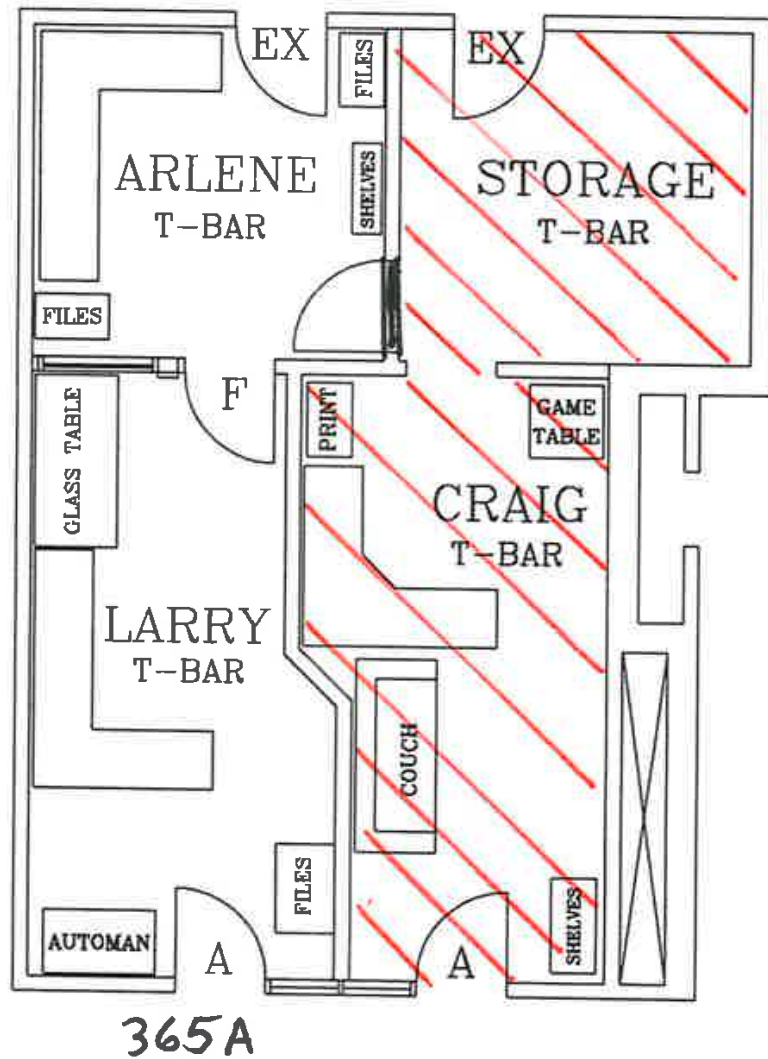 EX
FILES
EX
ARLENE
T-BAR
SHELVES
STORAGE
T-BAR
FILES
F
GLASS TABLE
PRINT
GAME
TABLE
CRAIG
T-BAR
LARRY
T-BAR
COUCH
FILES
SHELVES
AUTOMAN
A
A
365A